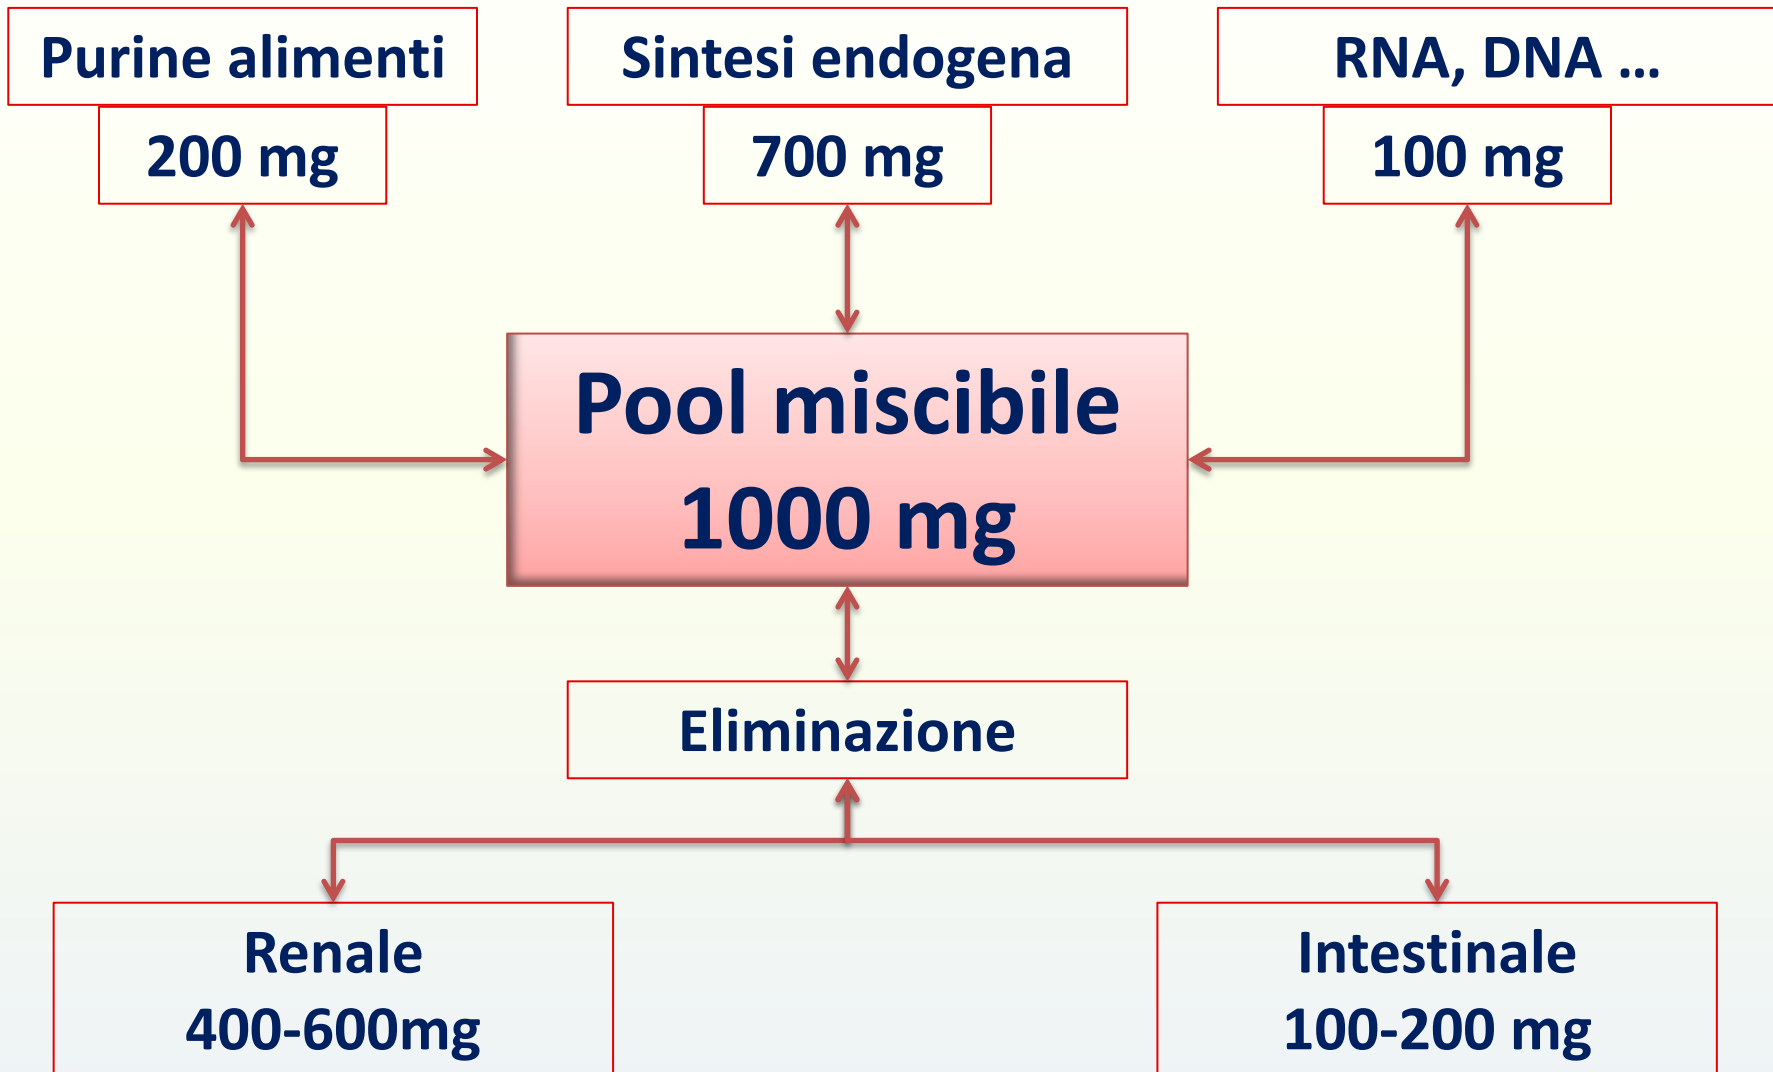 Purine alimenti
200 mg
Sintesi endogena
700 mg
RNA, DNA ...
100 mg
Pool miscibile
1000 mg
Eliminazione
Renale
400-600mg
Intestinale
100-200 mg